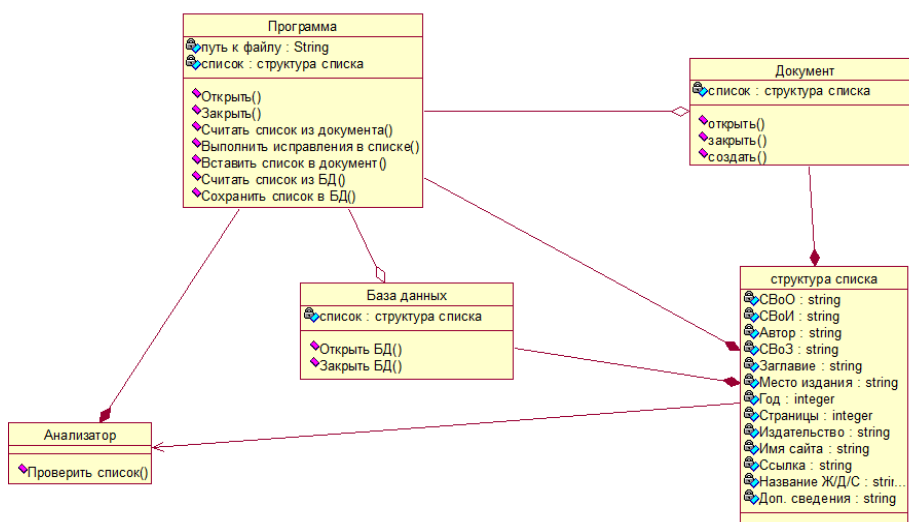 Программа
путь к файлу : String
список : структура списка
Открыть()
Закрыть()
Считать список из документа()
Выполнить исправления в списке()
Вставить список в документ()
Считать список из БД()
Сохранить список в БД()
Документ
список : структура списка
открыть()
закрыть()
создать()
База данных
список : структура списка
Открыть БД()
Закрыть БД()
структура списка
СВоО : string
СВоИ : string
Автор : string
СВоЗ : string
Заглавие : string
Место издания : string
Год : integer
Страницы : integer
Издательство : string
Имя сайта : string
Ссылка : string
Название Ж/Д/С : strir...
Доп. сведения : string
Анализатор
Проверить список()